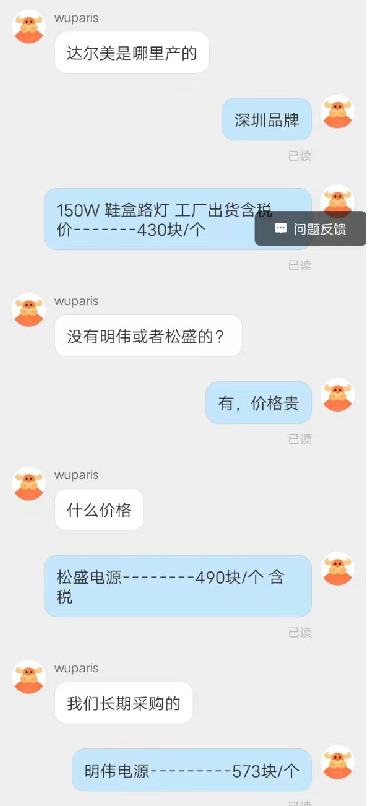 wuparis
达尔美是哪里产的
深圳品牌
已读
150W 鞋盒路灯 工厂出货含税
价-------430块/个
问题反馈
已读
wuparis
没有明伟或者松盛的?
有，价格贵
已读
wuparis
什么价格
松盛电源--------490块/个 含
税
已读
wuparis
我们长期采购的
明伟电源---------573块/个
已读